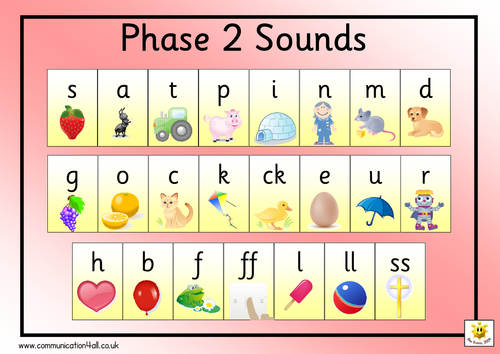 Phase 2 Sounds
s a t p i n m d
g o c k ck e u r
h b f ff l ll ss
www.communication4all.co.uk